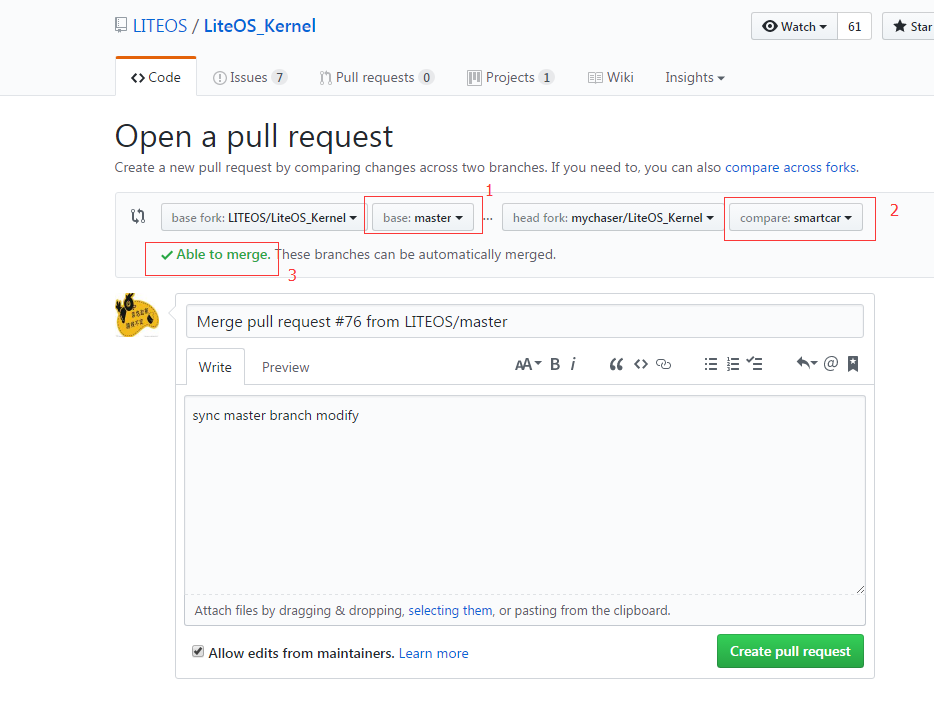 LITEOS / LiteOS_Kernel
Watch 61 Star
Code Issues 7 Pull requests 0 Projects 1 Wiki Insights
Open a pull request
Create a new pull request by comparing changes across two branches. If you need to, you can also compare across forks.
1
base fork: LITEOS/LiteOS_Kernel base: master ... head fork: mychaser/LiteOS_Kernel compare: smartcar 2
Able to merge. These branches can be automatically merged.
3
Merge pull request #76 from LITEOS/master
Write Preview AA B i @
sync master branch modify
Attach files by dragging & dropping, selecting them, or pasting from the clipboard.
Allow edits from maintainers. Learn more Create pull request